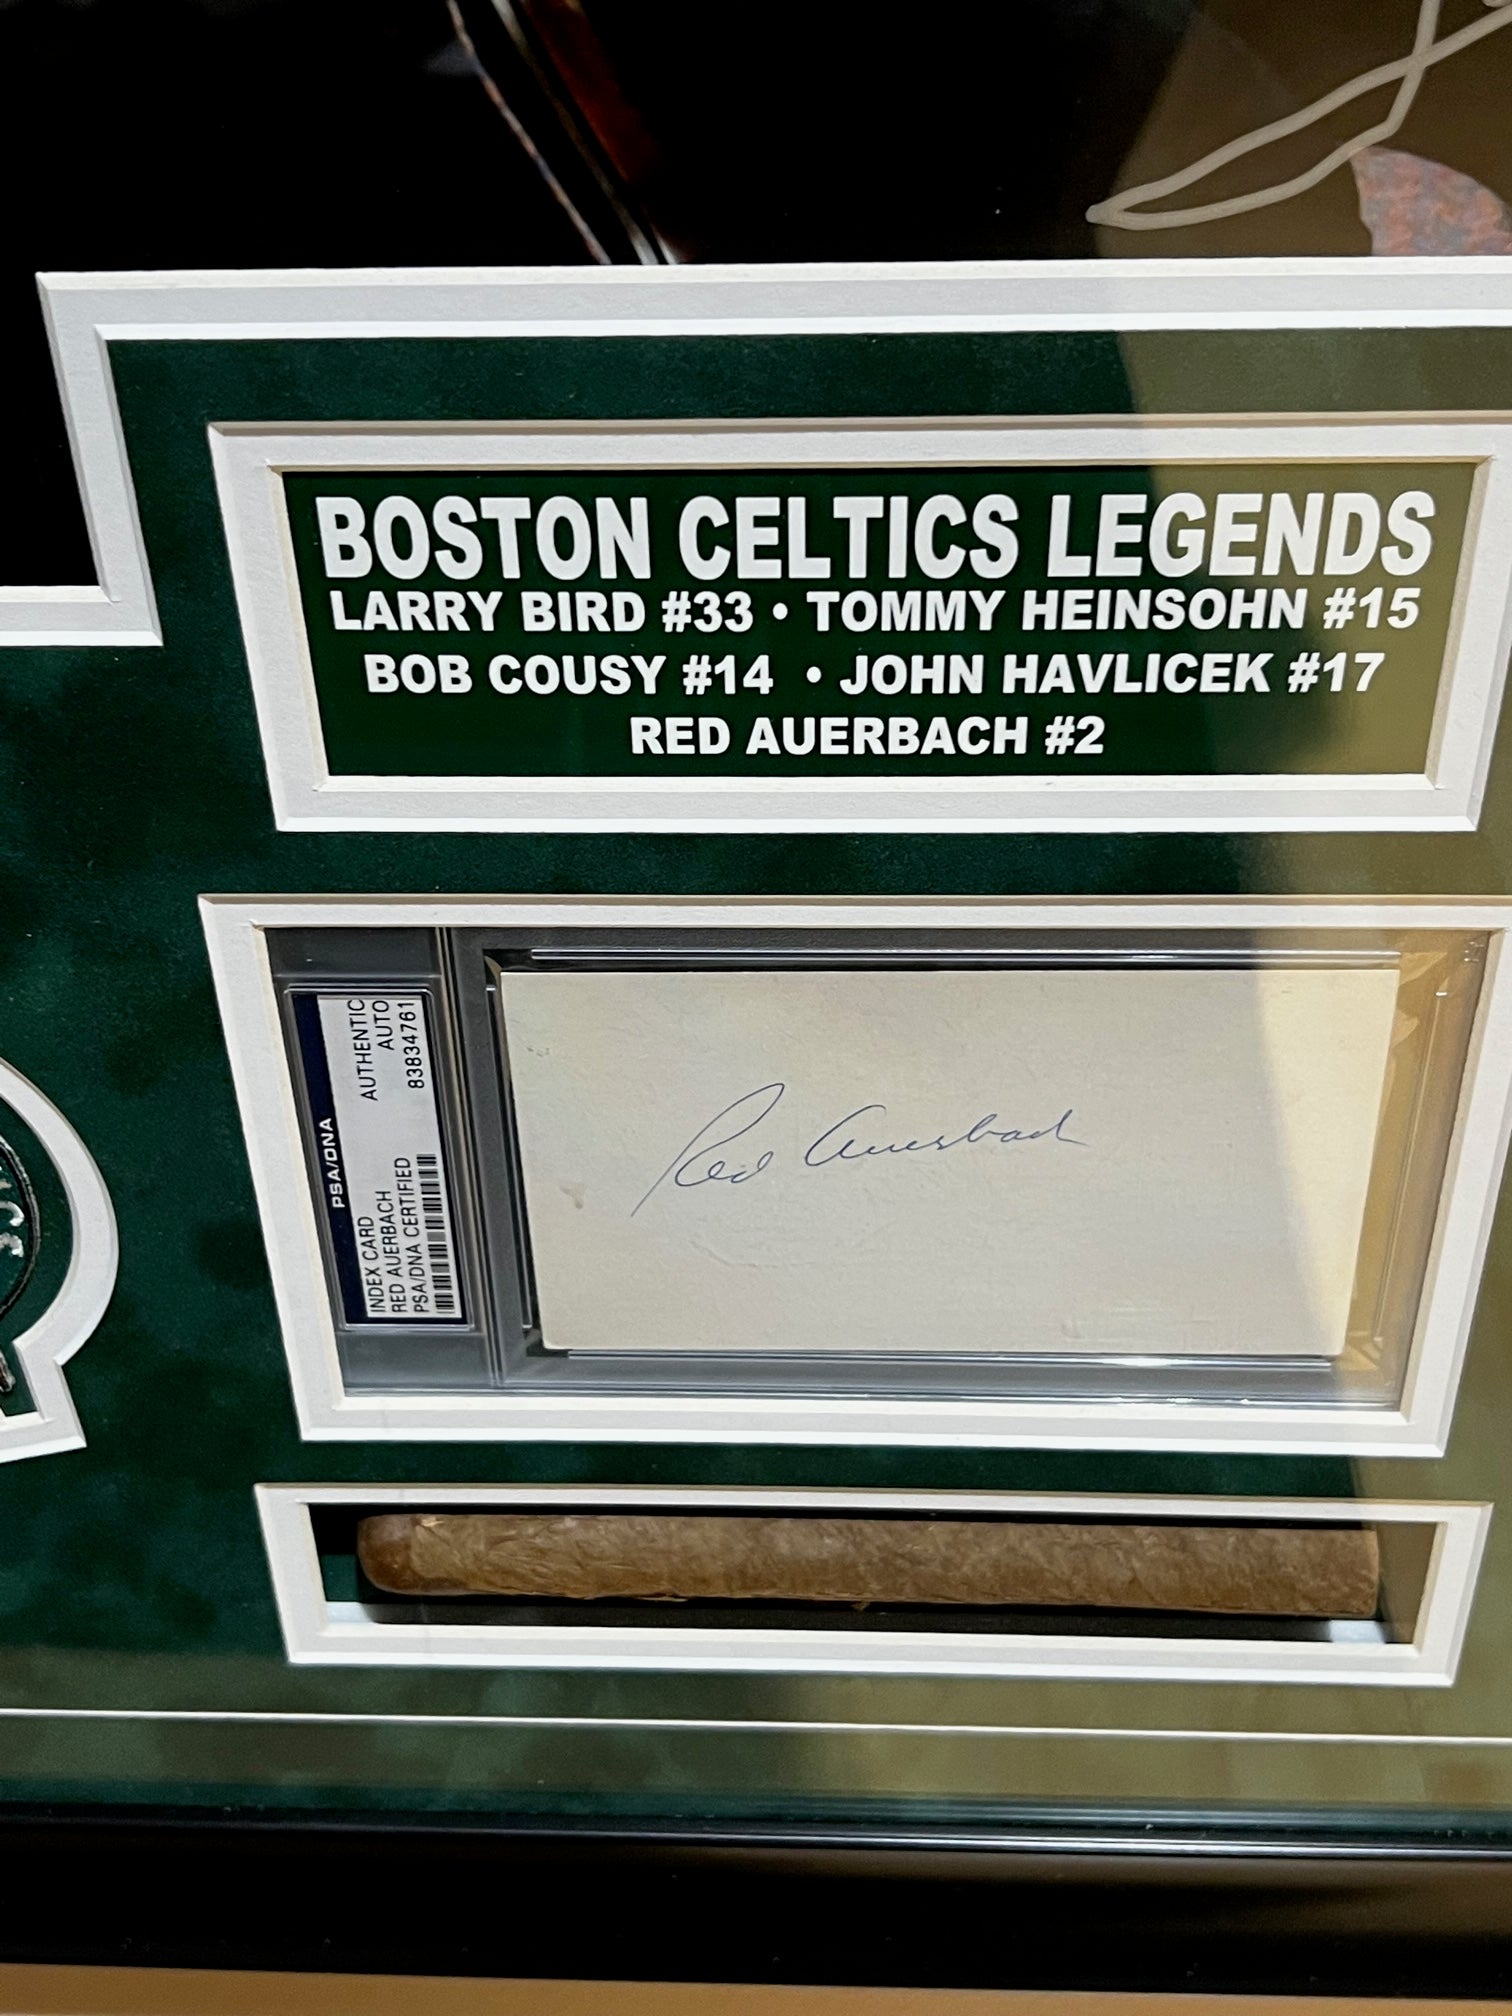 BOSTON CELTICS LEGENDS
LARRY BIRD #33 • TOMMY HEINSOHN #15
BOB COUSY #14 • JOHN HAVLICEK #17
RED AUERBACH #2
PSA/DNA
INDEX CARD
RED AUERBACH
PSA/DNA CERTIFIED
AUTHENTIC
AUTO
83834761
Red Auerbach